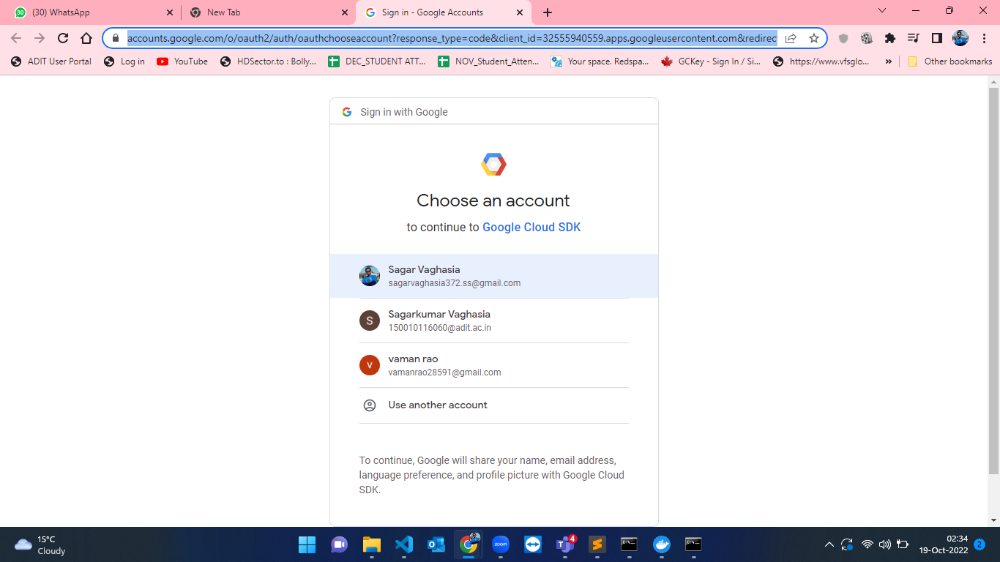 (30) WhatsApp
New Tab
Sign in - Google Accounts
accounts.google.com/o/oauth2/auth/oauthchooseaccount?response_type=code&client_id=32555940559.apps.googleusercontent.com&redirec
ADIT User Portal
Log in
YouTube
HDSector.to : Bolly...
DEC_STUDENT ATT...
NOV_Student_Atten...
Your space. Redspa...
GCKey - Sign In / Si...
https://www.vfsglo...
»
Other bookmarks
Sign in with Google
Choose an account
to continue to Google Cloud SDK
Sagar Vaghasia
sagarvaghasia372.ss@gmail.com
S
Sagarkumar Vaghasia
150010116060@adit.ac.in
v
vaman rao
vamanrao28591@gmail.com
Use another account
To continue, Google will share your name, email address,
language preference, and profile picture with Google Cloud
SDK.
15°C
Cloudy
zoom
4
02:34
19-Oct-2022
2